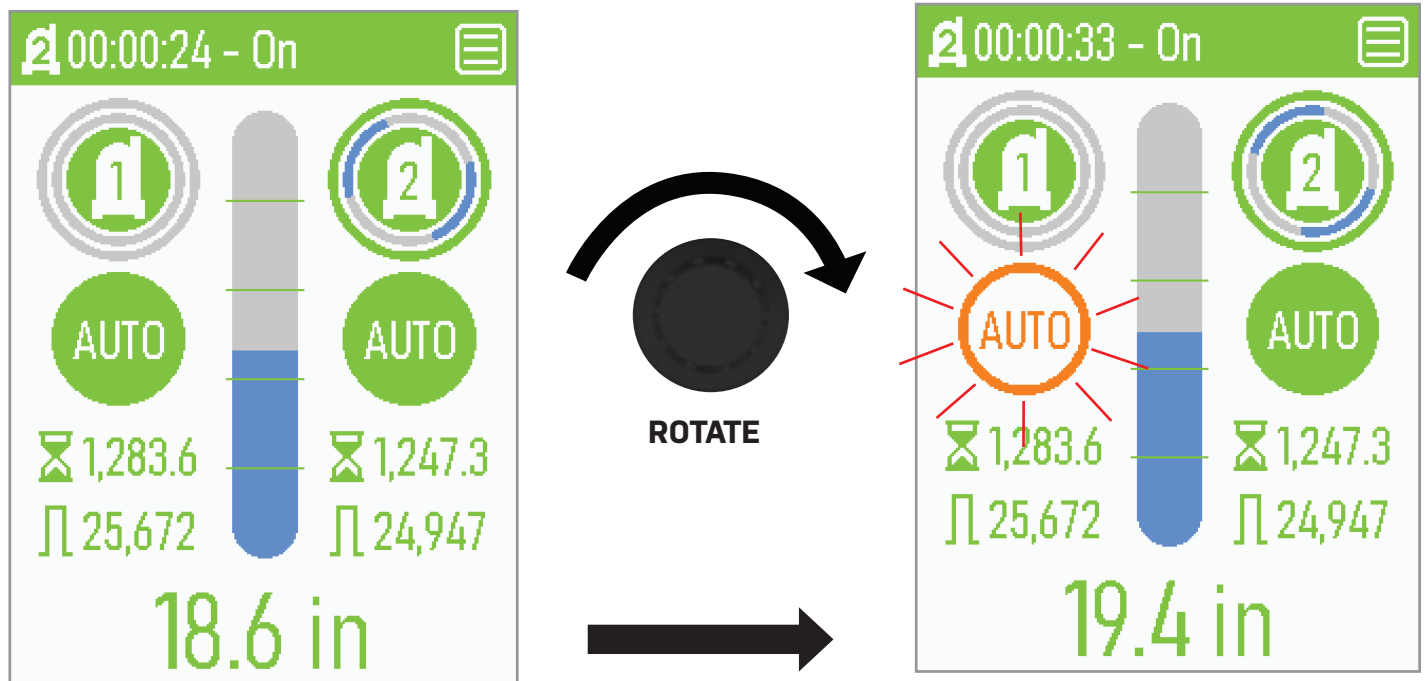 2 00:00:24 - On
1
2
AUTO
AUTO
1,283.6
1,247.3
25,672
24,947
18.6 in
ROTATE
2 00:00:33 - On
1
2
AUTO
AUTO
1,283.6
1,247.3
25,672
24,947
19.4 in